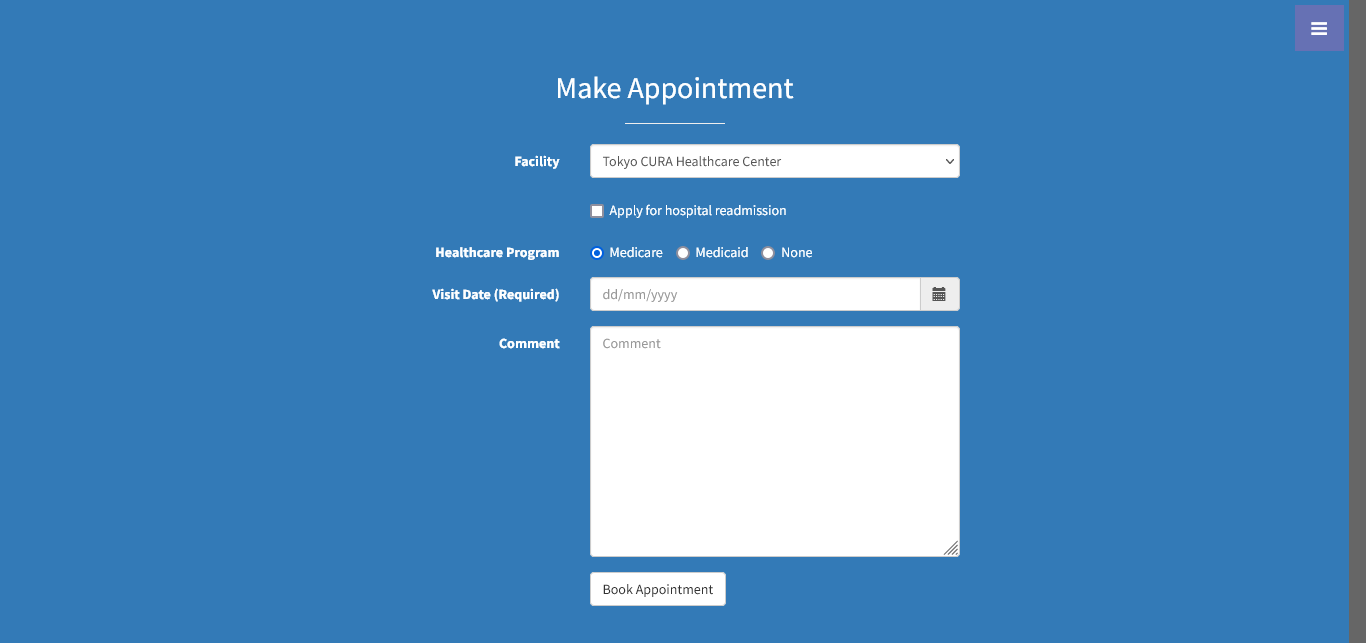 Make Appointment
Facility
Tokyo CURA Healthcare Center
Apply for hospital readmission
Healthcare Program
Medicare Medicaid None
Visit Date (Required)
dd/mm/yyyy
Comment
Comment
Book Appointment